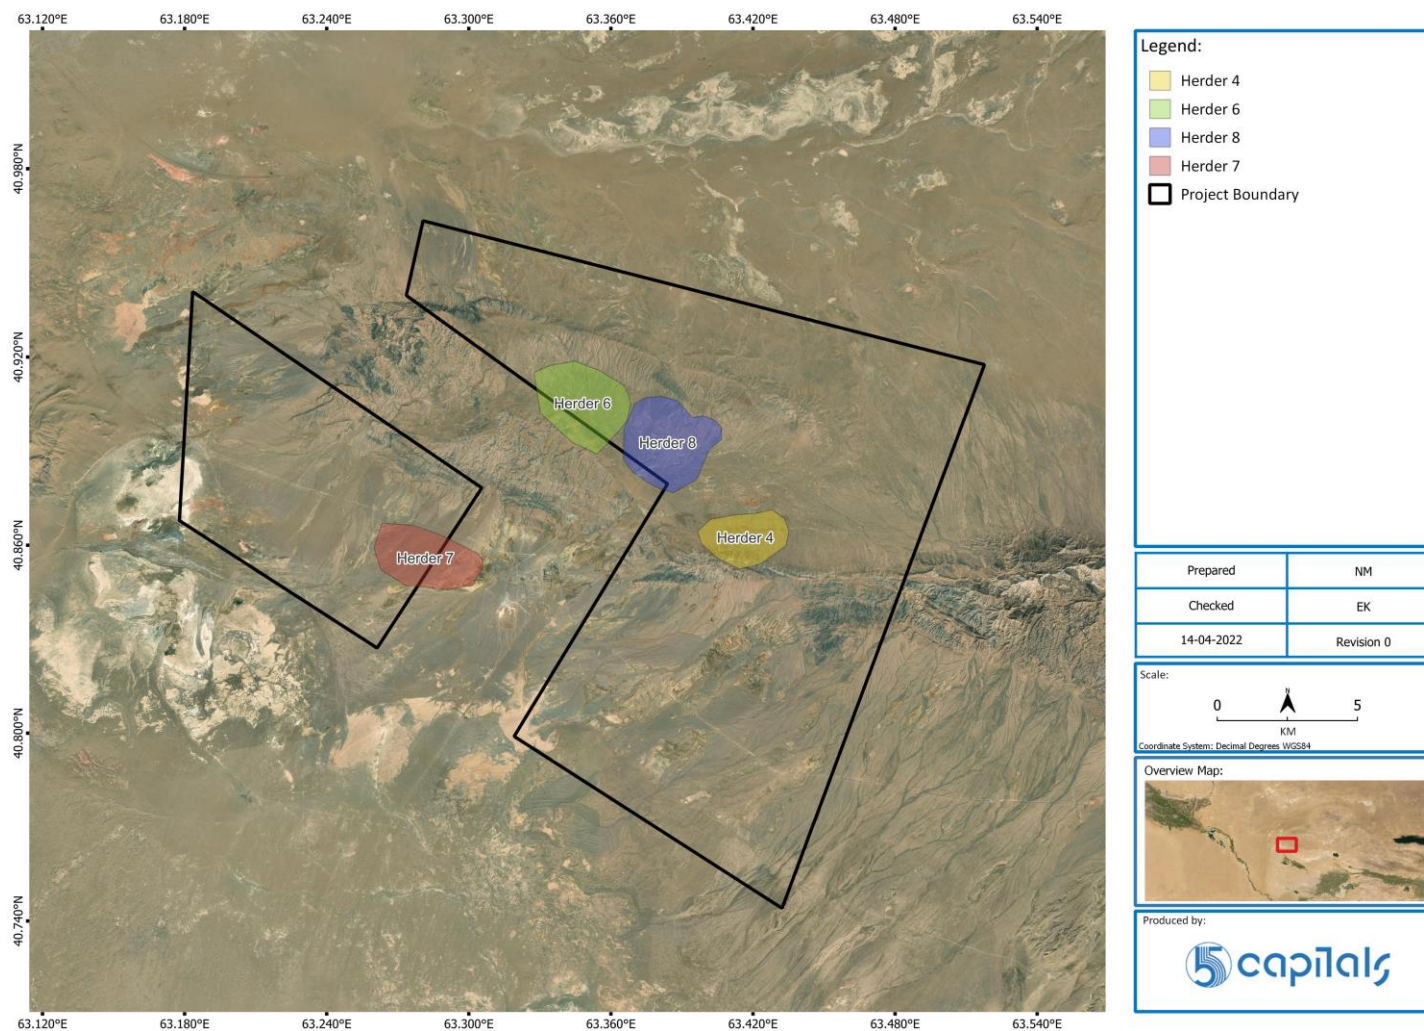 63.120°E 63.180°E 63.240°E 63.300°E 63.360°E 63.420°E 63.480°E 63.540°E
40.980°N
40.920°N
40.860°N
40.800°N
40.740°N
Herder 6
Herder 8
Herder 4
Herder 7
63.120°E 63.180°E 63.240°E 63.300°E 63.360°E 63.420°E 63.480°E 63.540°E
Legend:
Herder 4
Herder 6
Herder 8
Herder 7
Project Boundary
Prepared NM
Checked EK
14-04-2022 Revision 0
Scale:
N
0 5
KM
Coordinate System: Decimal Degrees WGS84
Overview Map:
Produced by:
5 capitals